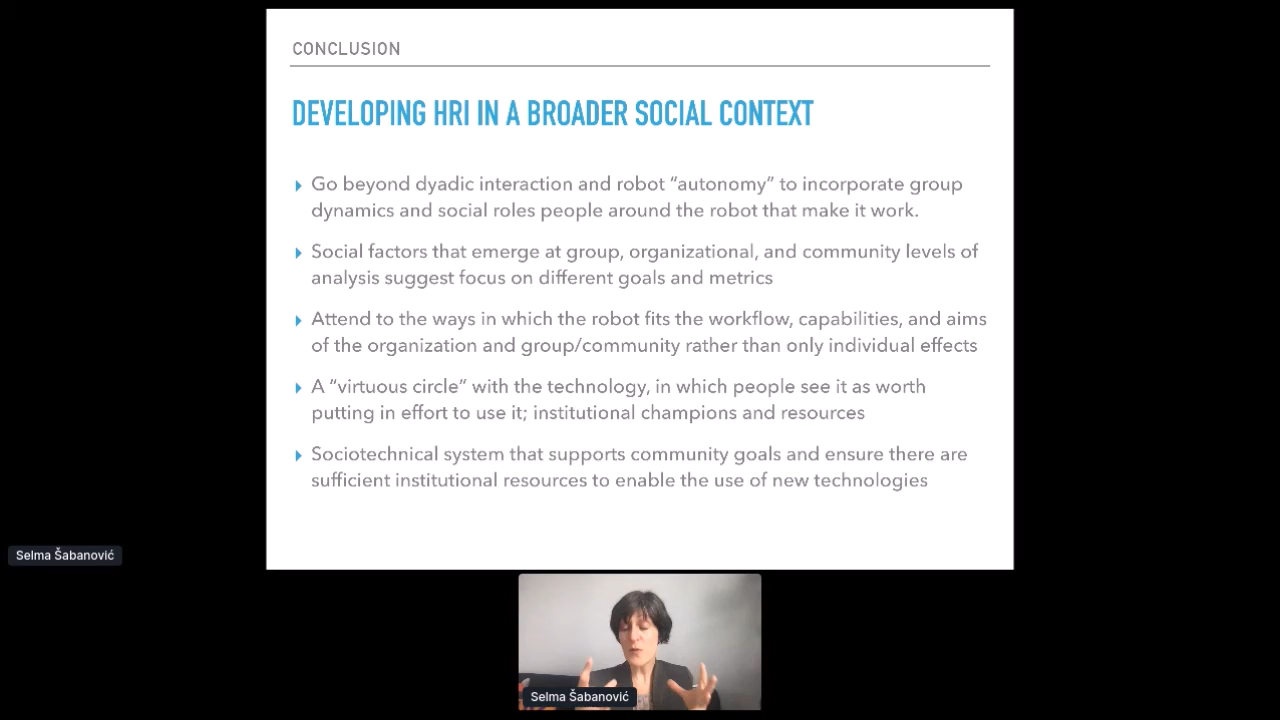 CONCLUSION
DEVELOPING HRI IN A BROADER SOCIAL CONTEXT
Go beyond dyadic interaction and robot “autonomy” to incorporate group
dynamics and social roles people around the robot that make it work.
Social factors that emerge at group, organizational, and community levels of
analysis suggest focus on different goals and metrics
Attend to the ways in which the robot fits the workflow, capabilities, and aims
of the organization and group/community rather than only individual effects
A “virtuous circle” with the technology, in which people see it as worth
putting in effort to use it; institutional champions and resources
Sociotechnical system that supports community goals and ensure there are
sufficient institutional resources to enable the use of new technologies
Selma Šabanović
Selma Šabanović